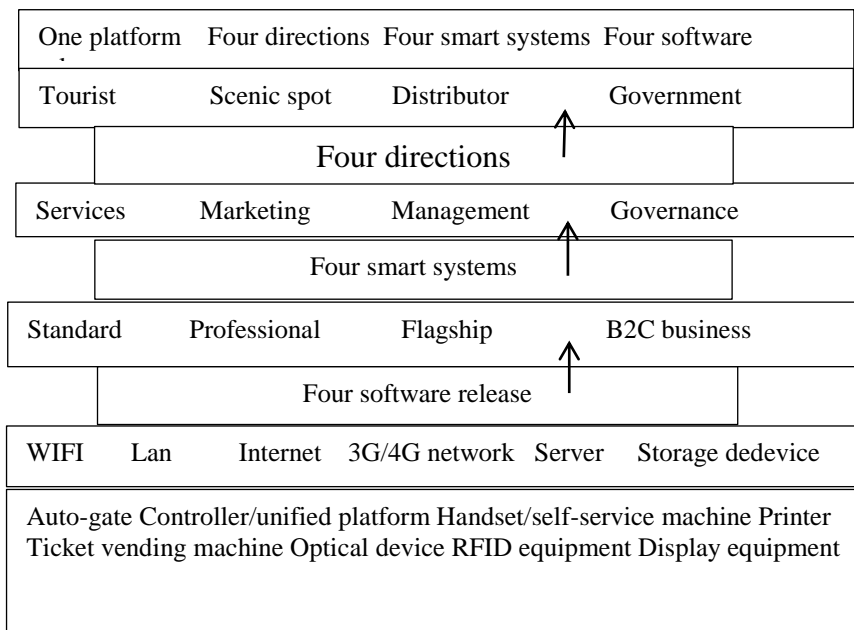 One platform Four directions Four smart systems Four software
Tourist Scenic spot Distributor Government
Four directions
Services Marketing Management Governance
Four smart systems
Standard Professional Flagship B2C business
Four software release
WIFI Lan Internet 3G/4G network Server Storage dedevice
Auto-gate Controller/unified platform Handset/self-service machine Printer
Ticket vending machine Optical device RFID equipment Display equipment